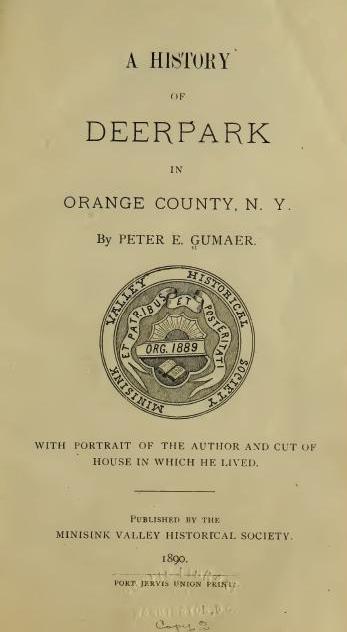 A HISTORY
OF
DEERPARK
IN
ORANGE COUNTY, N. Y.
By PETER E. GUMAER.
MINISINK VALLEY HISTORICAL SOCIETY
ET PATRIBUS ET POSTERITATI
ORG. 1889
WITH PORTRAIT OF THE AUTHOR AND CUT OF
HOUSE IN WHICH HE LIVED.
PUBLISHED BY THE
MINISINK VALLEY HISTORICAL SOCIETY.
1890.
PORT JERVIS UNION PRINT.
Copy 2